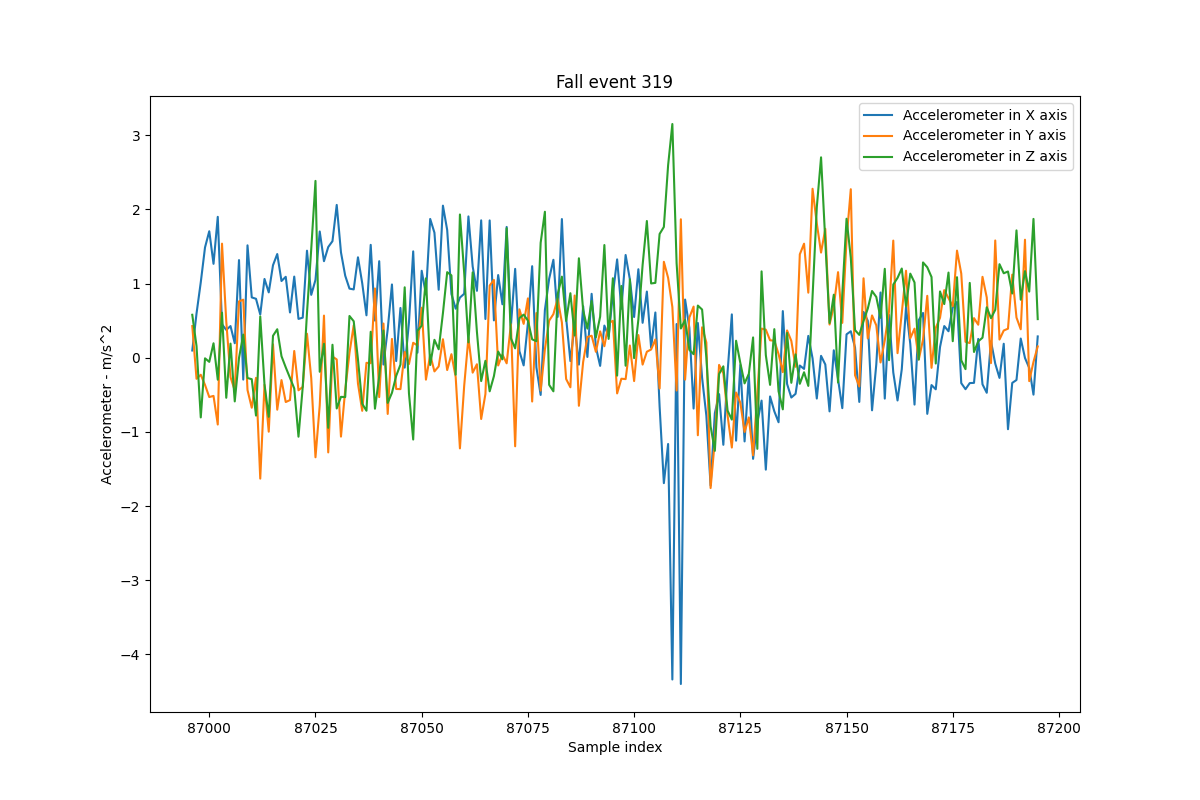 Fall event 319
Accelerometer in X axis
Accelerometer in Y axis
Accelerometer in Z axis
Accelerometer - m/s^2
3
2
1
0
−1
−2
−3
−4
87000 87025 87050 87075 87100 87125 87150 87175 87200
Sample index